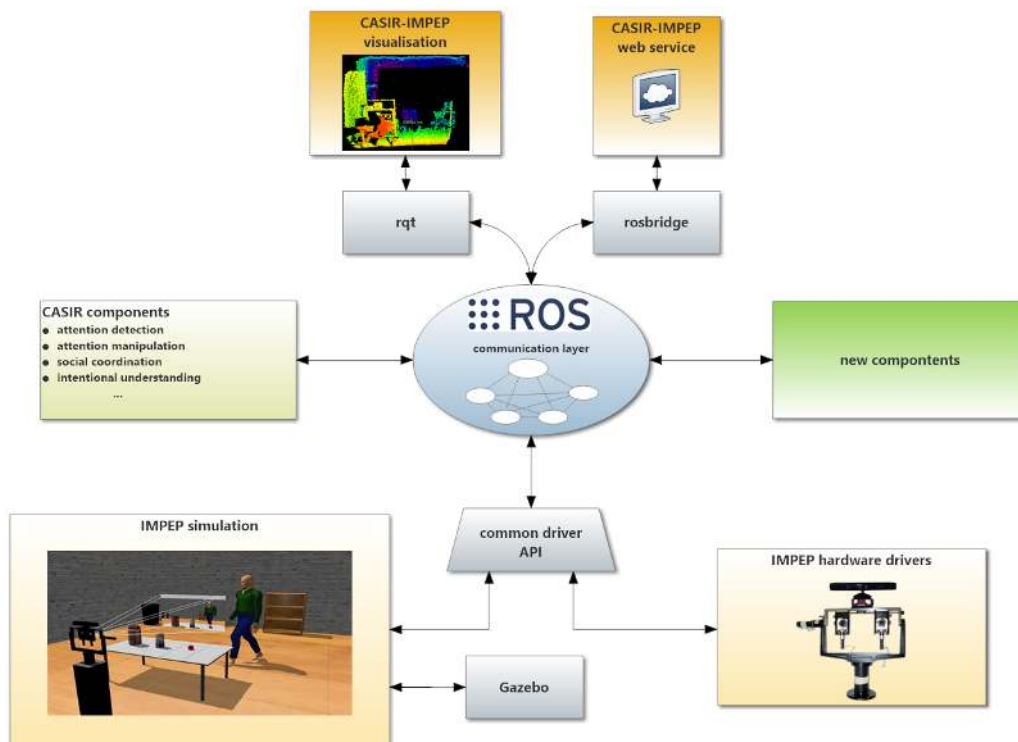 CASIR-IMPEP
visualisation
CASIR-IMPEP
web service
rqt
rosbridge
CASIR components
● attention detection
● attention manipulation
● social coordination
● intentional understanding
...
ROS
communication layer
new compontents
common driver
API
IMPEP simulation
IMPEP hardware drivers
Gazebo